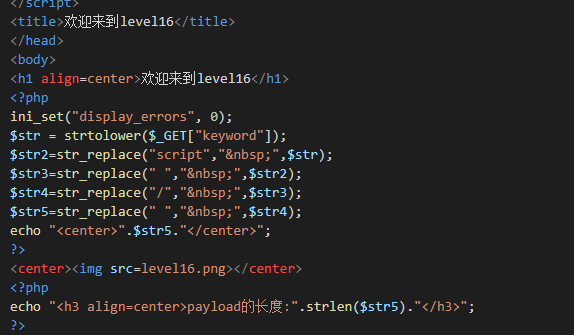 </script>
<title>欢迎来到level16</title>
</head>
<body>
<h1 align=center>欢迎来到level16</h1>
<?php
ini_set("display_errors", 0);
$str = strtolower($_GET["keyword"]);
$str2=str_replace("script","&nbsp;",$str);
$str3=str_replace(" ","&nbsp;",$str2);
$str4=str_replace("/","&nbsp;",$str3);
$str5=str_replace(" ","&nbsp;",$str4);
echo "<center>".$str5."</center>";
?>
<center><img src=level16.png></center>
<?php
echo "<h3 align=center>payload的长度:".strlen($str5)."</h3>";
?>